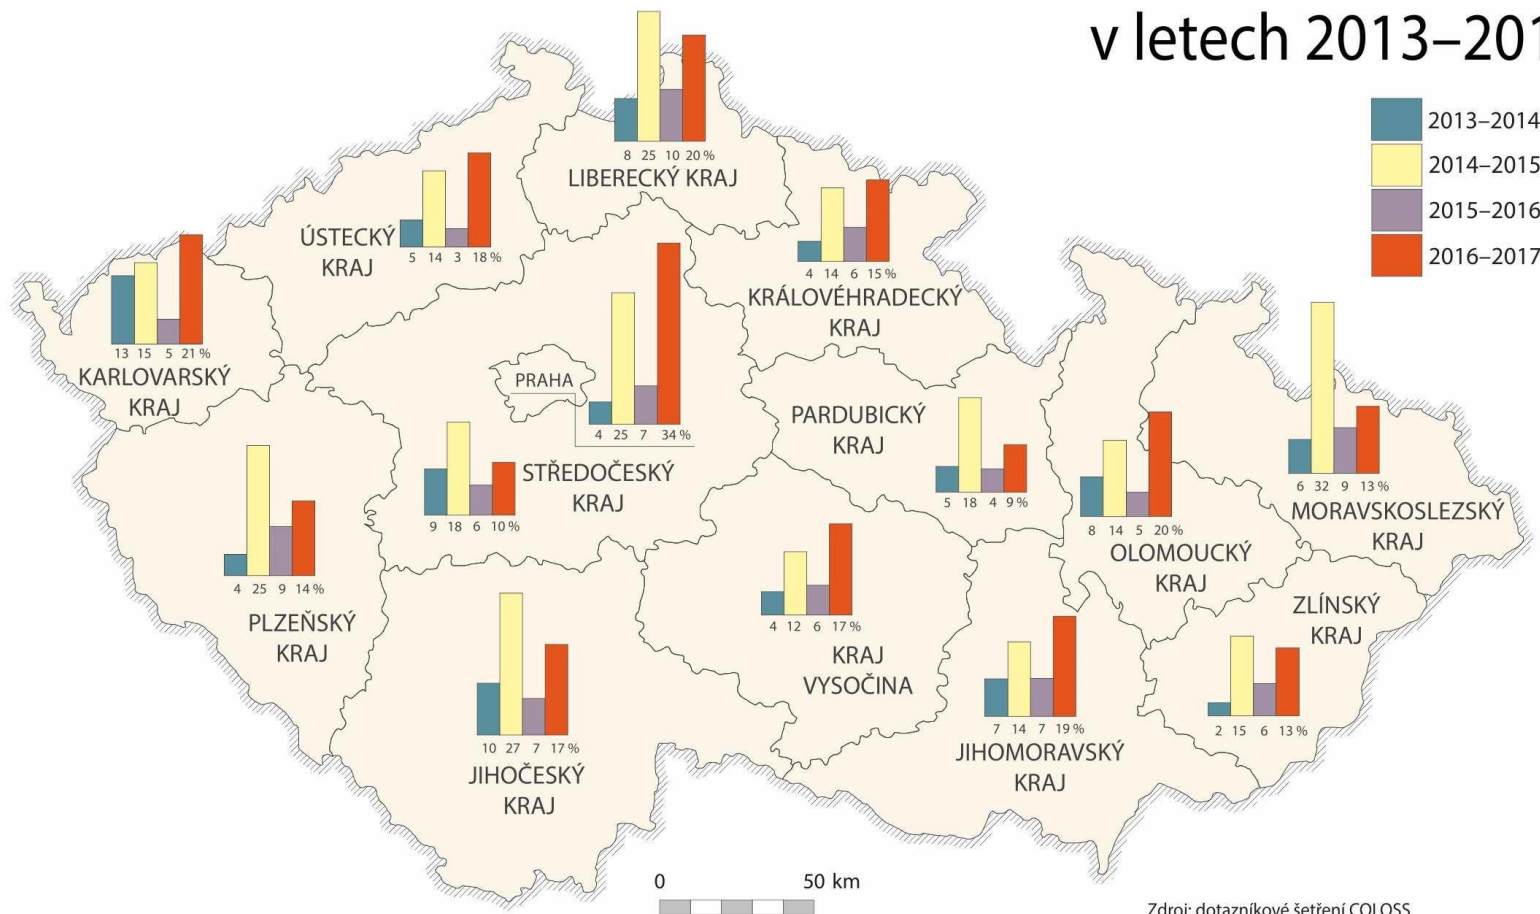 v letech 2013–201
2013–2014
2014–2015
2015–2016
2016–2017
8 25 10 20 %
LIBERECKÝ KRAJ
ÚSTECKÝ
KRAJ
5 14 3 18 %
4 14 6 15 %
KRÁLOVÉHRADECKÝ
KRAJ
13 15 5 21 %
KARLOVARSKÝ
KRAJ
PRAHA
4 25 7 34 %
STŘEDOČESKÝ
KRAJ
9 18 6 10 %
PARDUBICKÝ
KRAJ
5 18 4 9 %
8 14 5 20 %
OLOMOUCKÝ
KRAJ
6 32 9 13 %
MORAVSKOSLEZSKÝ
KRAJ
4 25 9 14 %
PLZEŇSKÝ
KRAJ
4 12 6 17 %
KRAJ
VYSOČINA
ZLÍNSKÝ
KRAJ
2 15 6 13 %
10 27 7 17 %
JIHOČESKÝ
KRAJ
7 14 7 19 %
JIHOMORAVSKÝ
KRAJ
0 50 km
Zdroj: dotazníkové šetření COLOSS